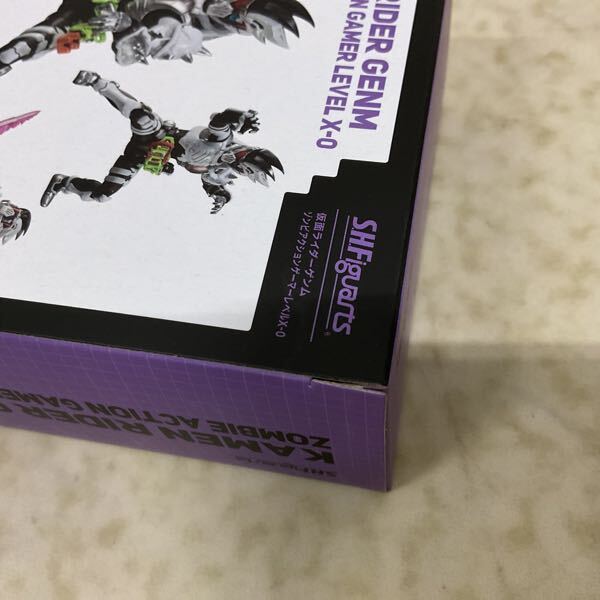 RIDER GENM
N GAMER LEVEL X-0
S.H.Figuarts
仮面ライダーゲンム
ゾンビアクションゲーマーレベルX-0
KAMEN RIDER G
ZOMBIE ACTION GAME
S.H.Figuarts